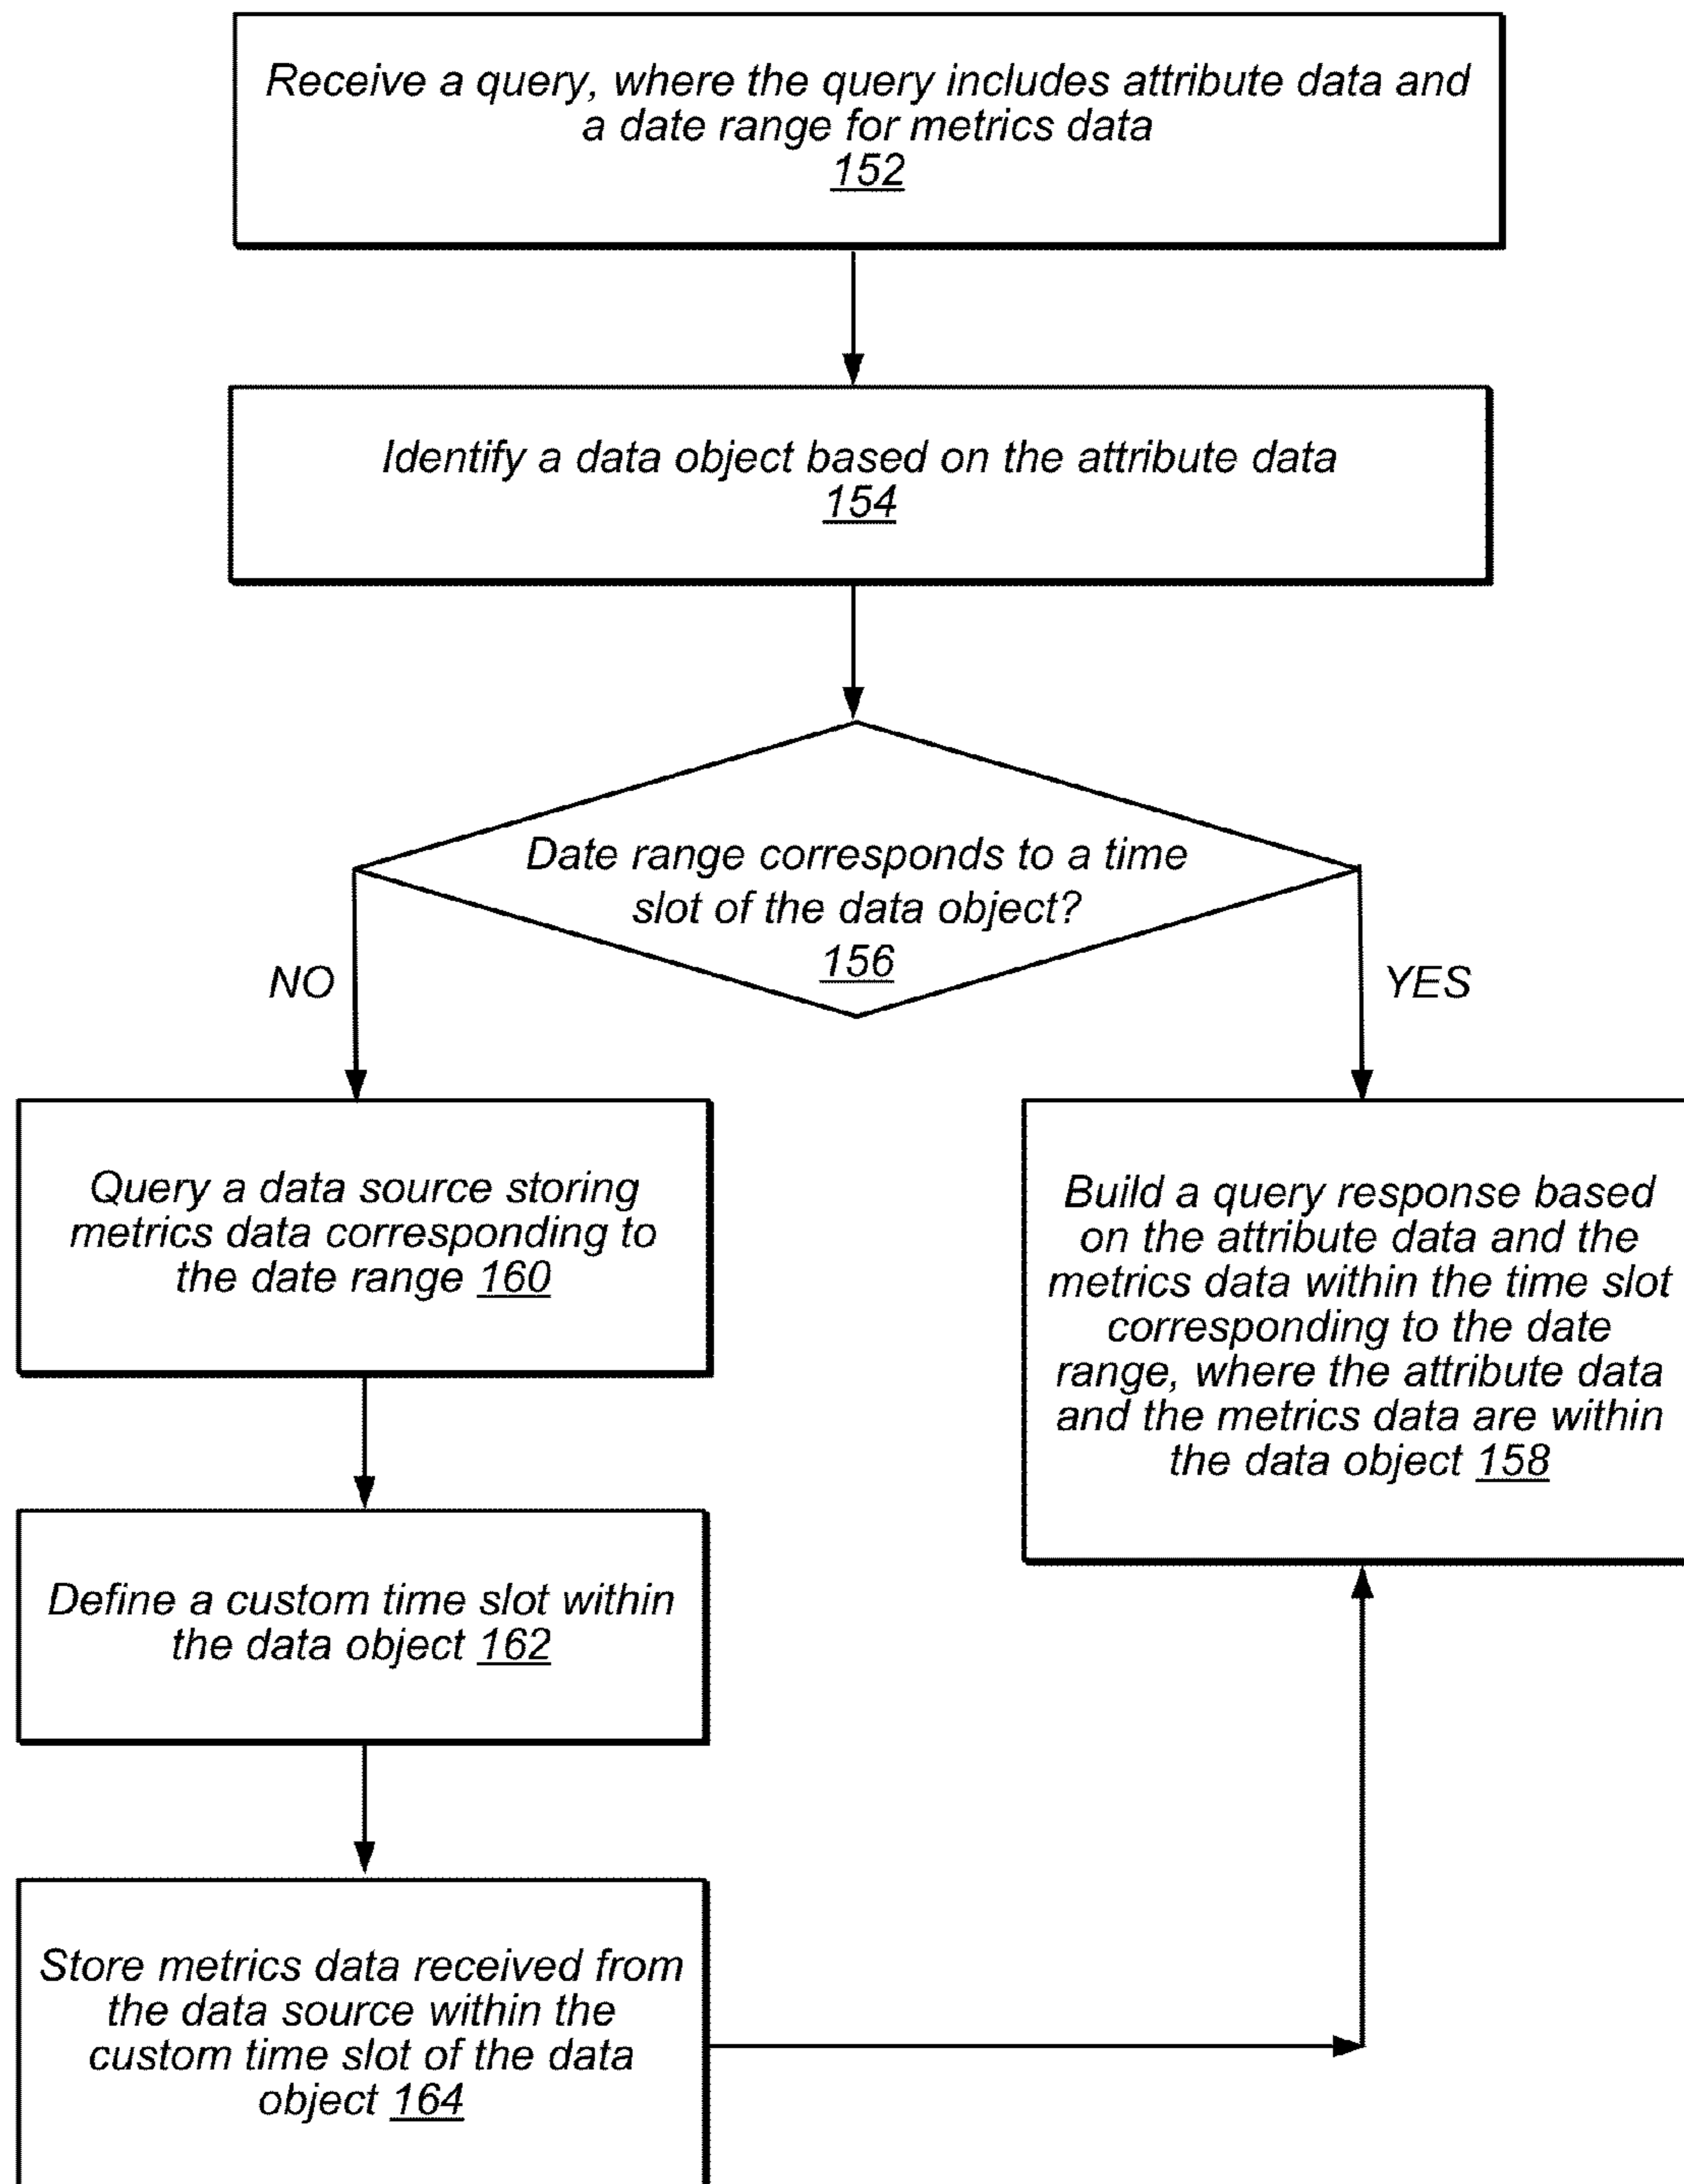 Receive a query, where the query includes attribute data and
a date range for metrics data
152
Identify a data object based on the attribute data
154
Date range corresponds to a time
slot of the data object?
156
NO
YES
Query a data source storing
metrics data corresponding to
the date range 160
Build a query response based
on the attribute data and the
metrics data within the time slot
corresponding to the date
range, where the attribute data
and the metrics data are within
the data object 158
Define a custom time slot within
the data object 162
Store metrics data received from
the data source within the
custom time slot of the data
object 164